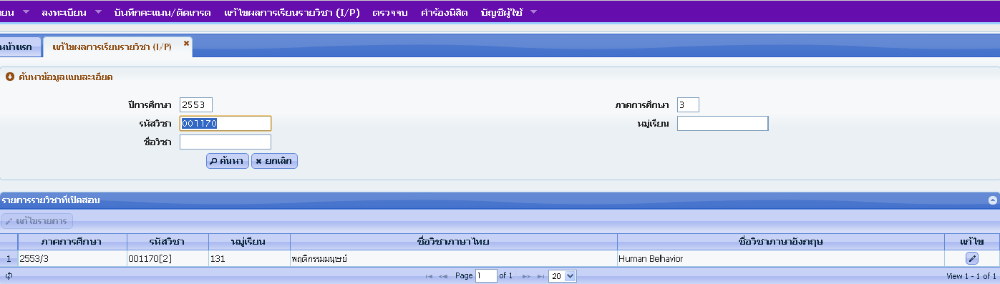 ลงทะเบียน บันทึกคะแนน/ตัดเกรด แก้ไขผลการเรียนรายวิชา (I/P) ตรวจจบ คำร้องนิสิต บัญชีผู้ใช้
หน้าแรก แก้ไขผลการเรียนรายวิชา (I/P)
ค้นหาข้อมูลแบบละเอียด
ปีการศึกษา 2553 ภาคการศึกษา 3
รหัสวิชา 001170 หมู่เรียน
ชื่อวิชา
ค้นหา ยกเลิก
รายการรายวิชาที่เปิดสอน
แก้ไขรายการ
ภาคการศึกษา รหัสวิชา หมู่เรียน ชื่อวิชาภาษาไทย ชื่อวิชาภาษาอังกฤษ แก้ไข
1 2553/3 001170[2] 131 พฤติกรรมมนุษย์ Human Behavior
Page 1 of 1 20 View 1 - 1 of 1